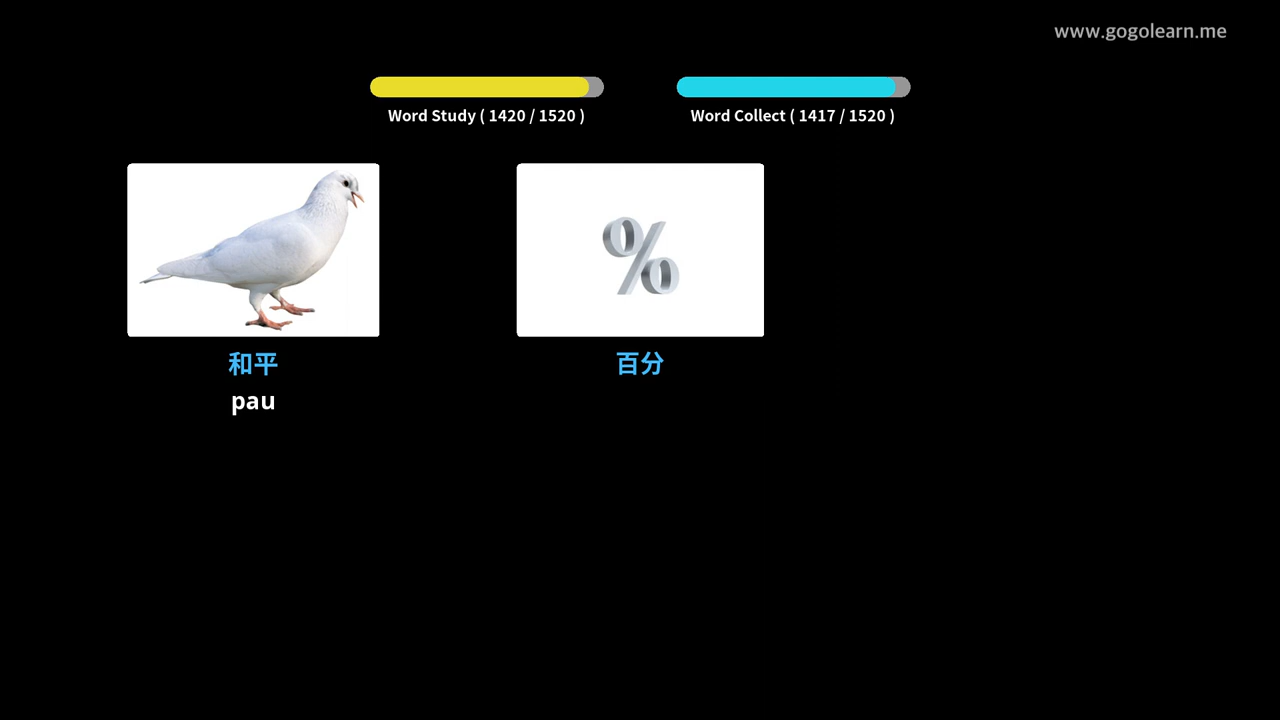 www.gogolearn.me
Word Study ( 1420 / 1520 )
Word Collect ( 1417 / 1520 )
%
和平
百分
pau